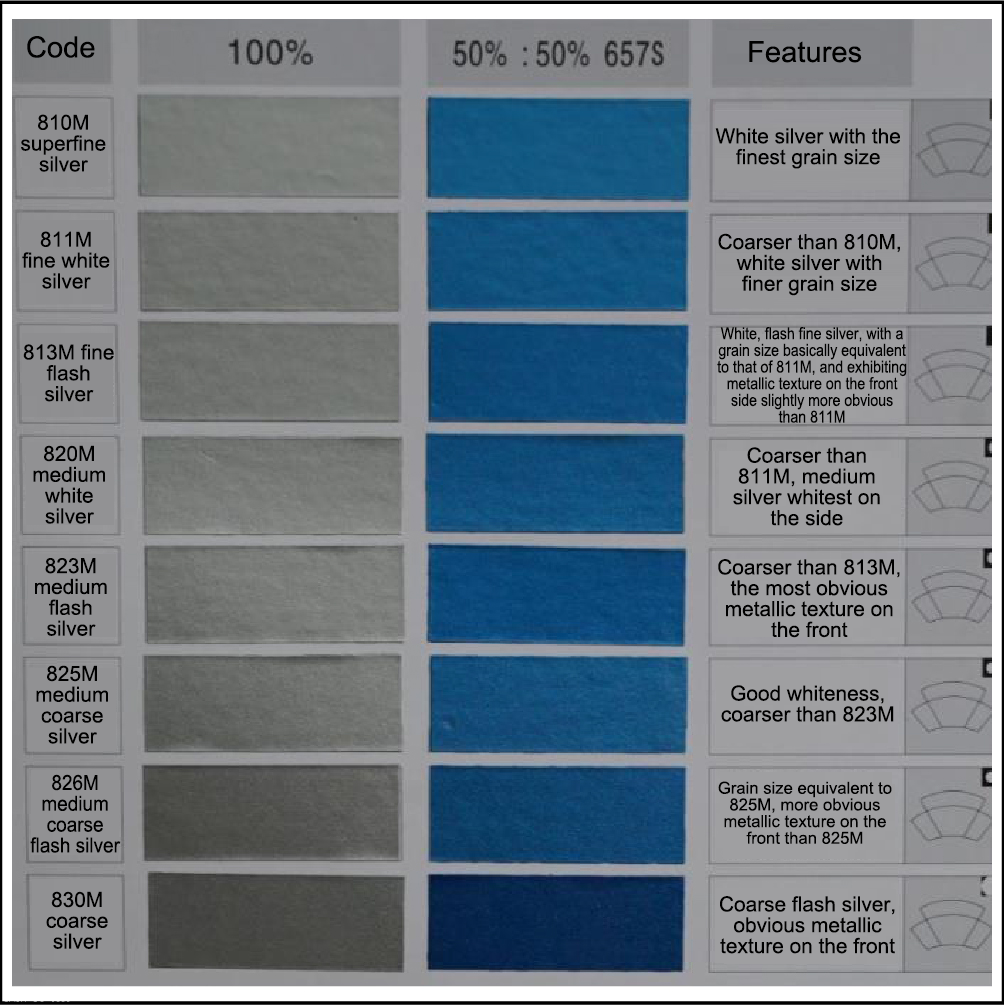 Code
100%
50% : 50% 657S
Features
810M
superfine
silver
White silver with the
finest grain size
811M
fine white
silver
Coarser than 810M,
white silver with
finer grain size
813M fine
flash
silver
White, flash fine silver, with a
grain size basically equivalent
to that of 811M, and exhibiting
metallic texture on the front
side slightly more obvious
than 811M
820M
medium
white
silver
Coarser than
811M, medium
silver whitest on
the side
823M
medium
flash
silver
Coarser than 813M,
the most obvious
metallic texture on
the front
825M
medium
coarse
silver
Good whiteness,
coarser than 823M
826M
medium
coarse
flash silver
Grain size equivalent to
825M, more obvious
metallic texture on the
front than 825M
830M
coarse
silver
Coarse flash silver,
obvious metallic
texture on the front